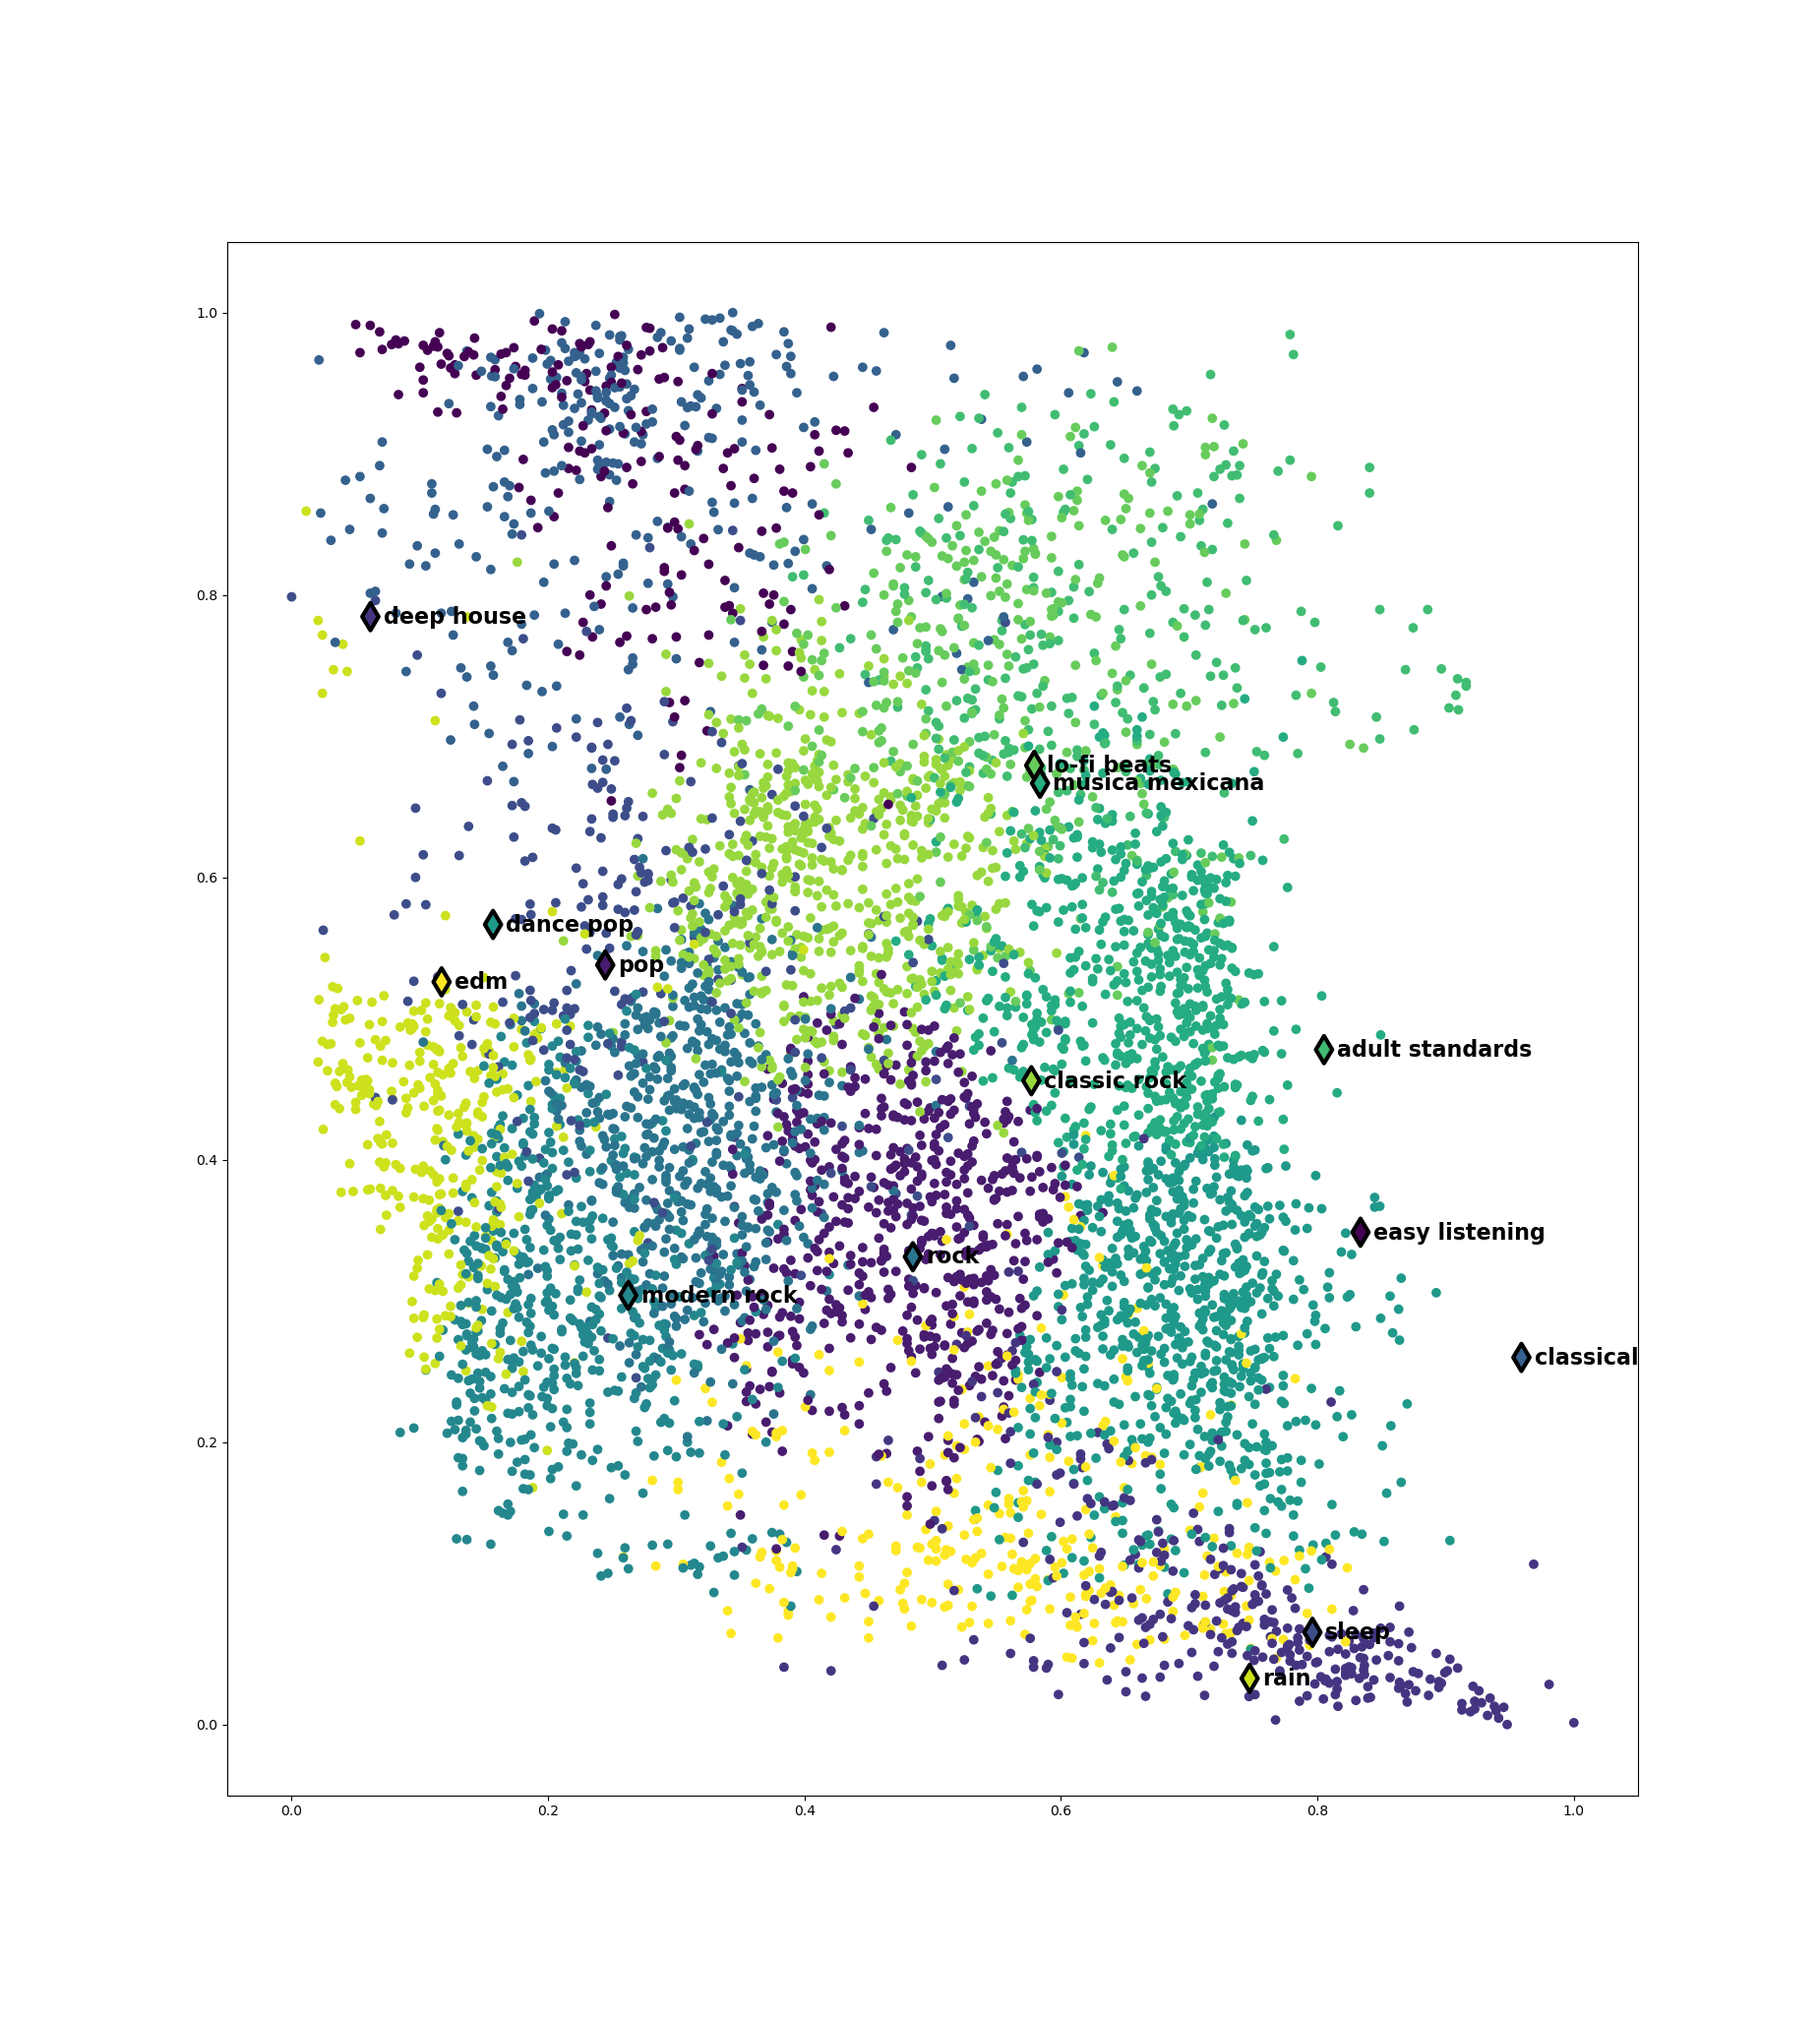 1.0
0.8
deep house
lo-fi beats
musica mexicana
0.6
dance pop
pop
edm
adult standards
classic rock
0.4
easy listening
rock
modern rock
classical
0.2
sleep
rain
0.0
0.0 0.2 0.4 0.6 0.8 1.0